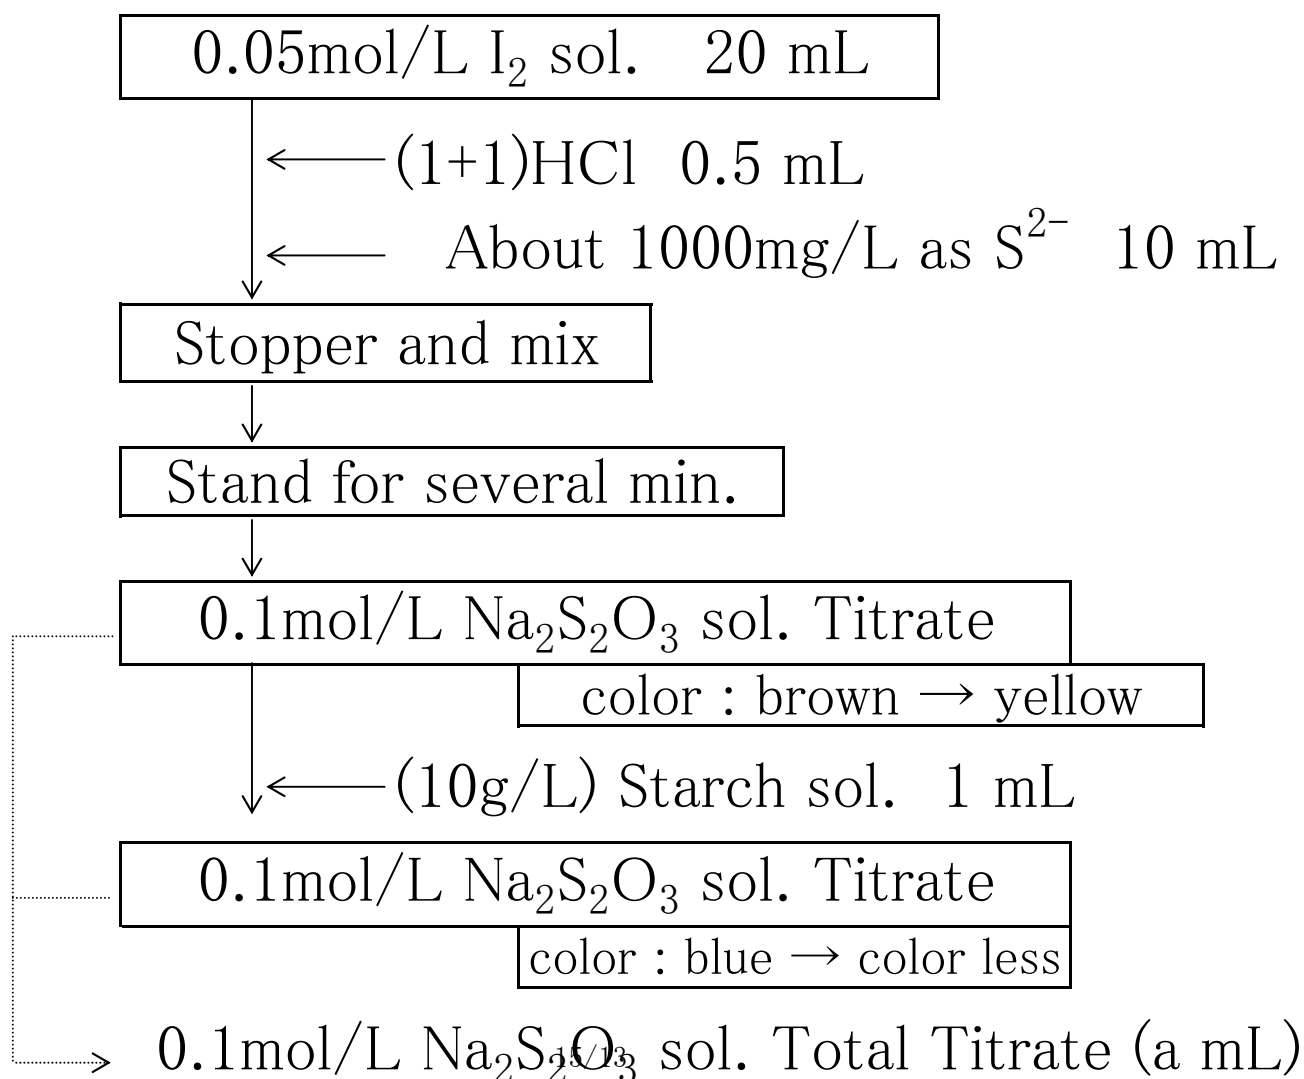 0.05mol/L I₂ sol. 20 mL
(1+1)HCl 0.5 mL
About 1000mg/L as S²⁻ 10 mL
Stopper and mix
Stand for several min.
0.1mol/L Na₂S₂O₃ sol. Titrate
color : brown → yellow
(10g/L) Starch sol. 1 mL
0.1mol/L Na₂S₂O₃ sol. Titrate
color : blue → color less
0.1mol/L Na₂S₂O₃ sol. Total Titrate (a mL)
15/13